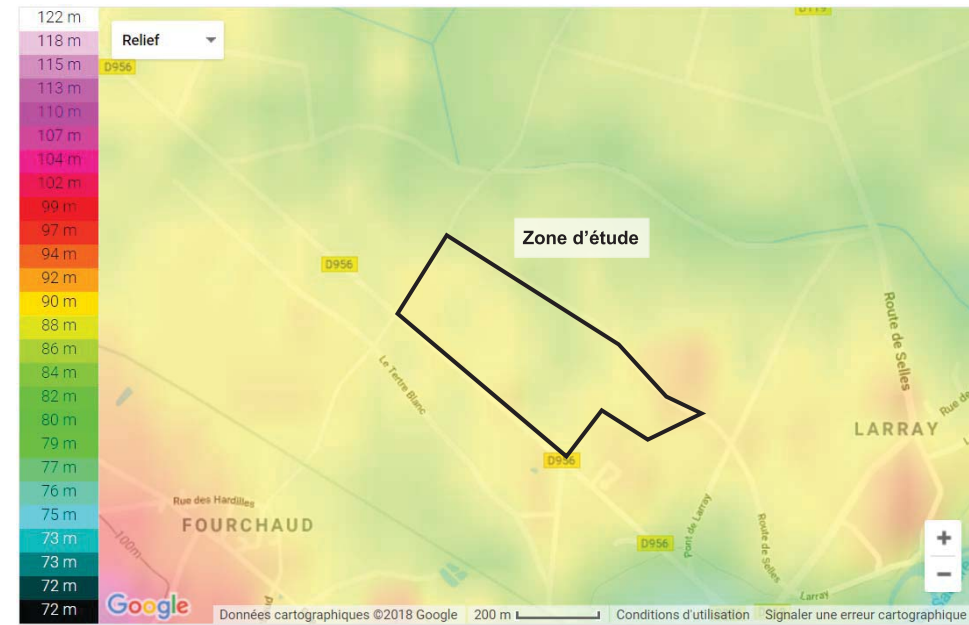 122 m
118 m
115 m
113 m
110 m
107 m
104 m
102 m
99 m
97 m
94 m
92 m
90 m
88 m
86 m
84 m
82 m
80 m
79 m
77 m
76 m
75 m
73 m
73 m
72 m
72 m
Relief
D119
D956
Zone d'étude
D956
Route de Selles
Le Tertre Blanc
Rue de
LARRAY
D956
Rue des Hardilles
FOURCHAUD
100m
Pont de Larray
Route de Selles
D956
+
−
Larray
Google
Données cartographiques ©2018 Google 200 m Conditions d'utilisation Signaler une erreur cartographique